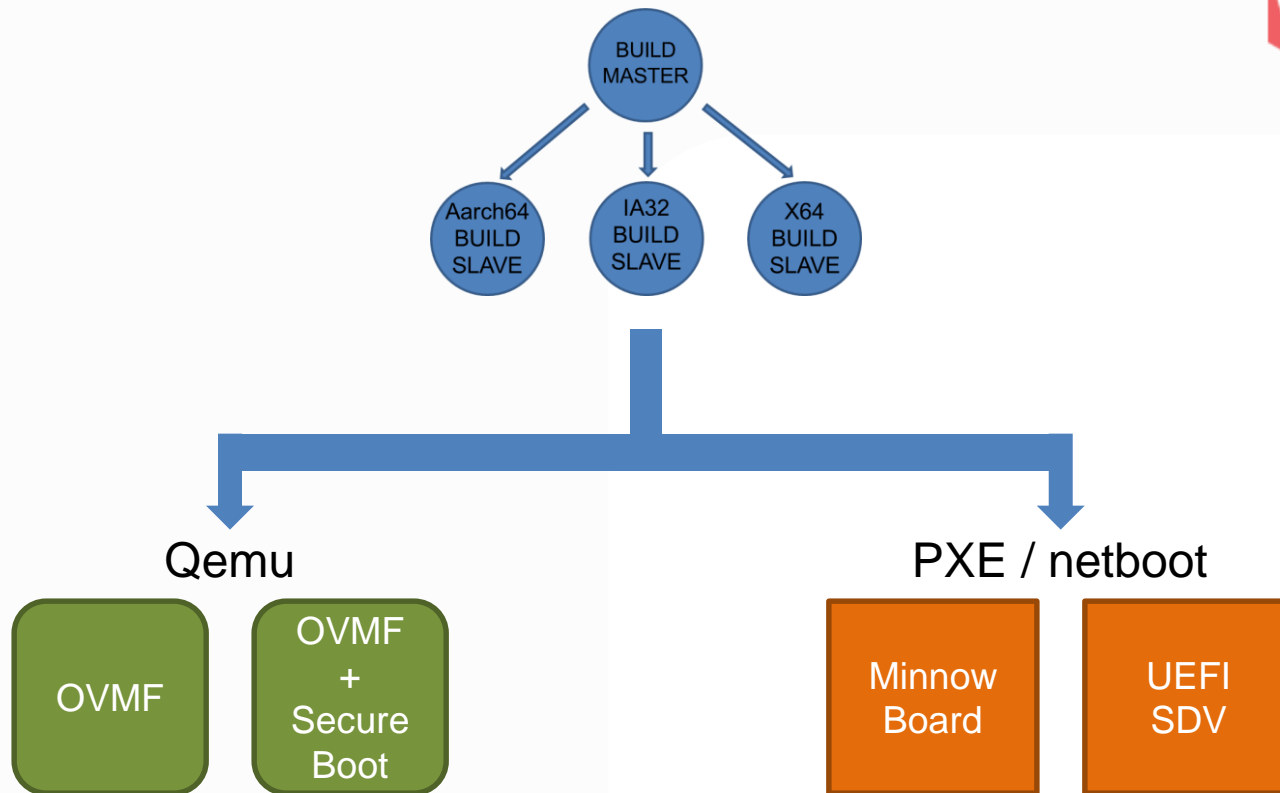 BUILD
MASTER
Aarch64
BUILD
SLAVE
IA32
BUILD
SLAVE
X64
BUILD
SLAVE
Qemu
PXE / netboot
OVMF
OVMF
+
Secure
Boot
Minnow
Board
UEFI
SDV